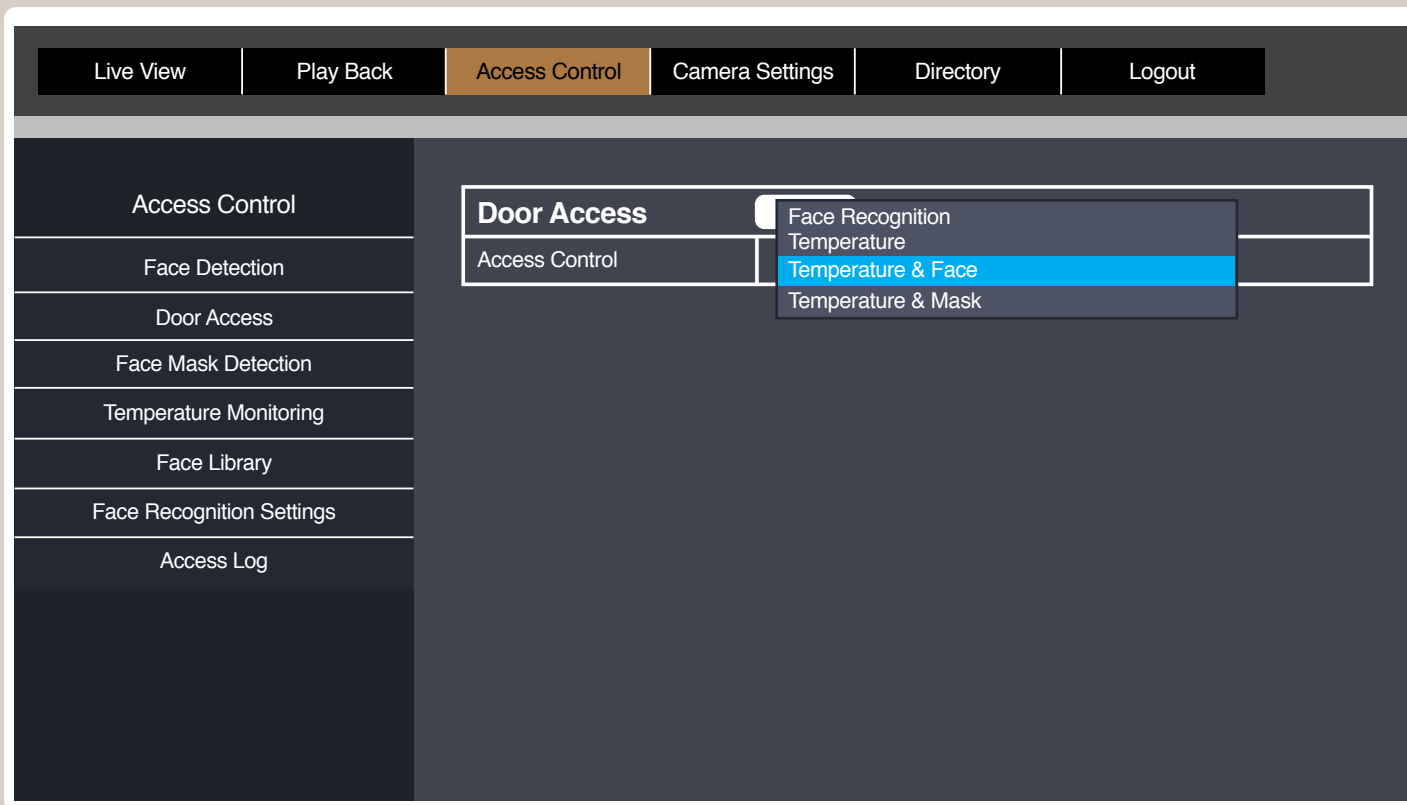 Live View
Play Back
Access Control
Camera Settings
Directory
Logout
Access Control
Face Detection
Door Access
Face Mask Detection
Temperature Monitoring
Face Library
Face Recognition Settings
Access Log
Door Access
Access Control
Face Recognition
Temperature
Temperature & Face
Temperature & Mask